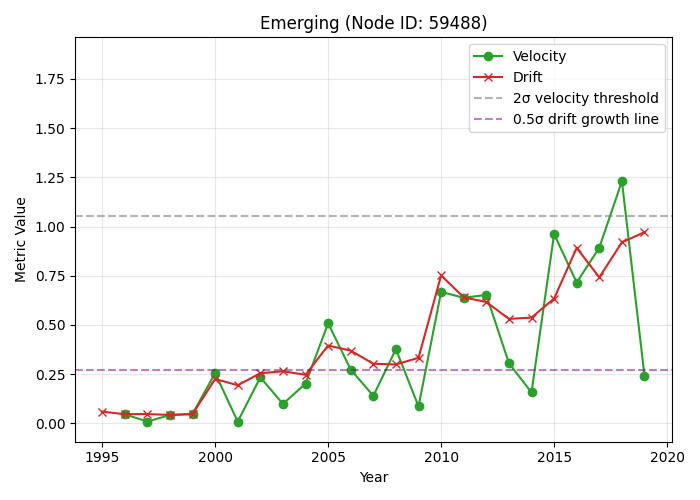 Emerging (Node ID: 59488)
Velocity
Drift
2σ velocity threshold
0.5σ drift growth line
Metric Value
1.75
1.50
1.25
1.00
0.75
0.50
0.25
0.00
1995
2000
2005
2010
2015
2020
Year